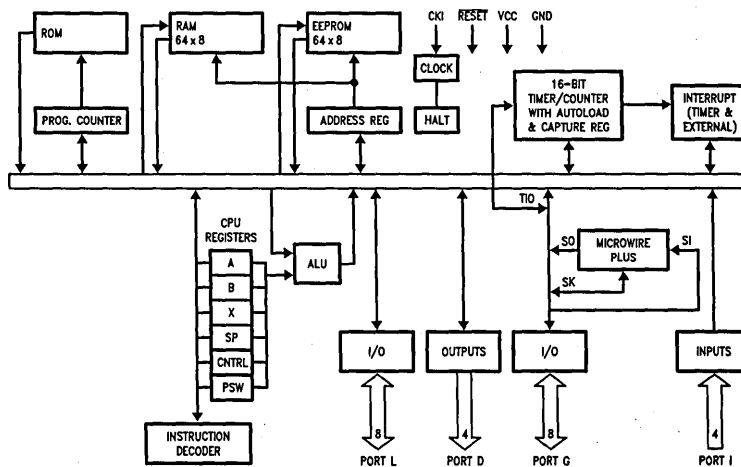 ROM
RAM
64 x 8
EEPROM
64 x 8
CKI
RESET
VCC
GND
CLOCK
HALT
PROG. COUNTER
ADDRESS REG
16-BIT
TIMER/COUNTER
WITH AUTOLOAD
& CAPTURE REG
INTERRUPT
(TIMER &
EXTERNAL)
TIO
CPU
REGISTERS
A
B
X
SP
CNTRL
PSW
ALU
SO
MICROWIRE
PLUS
SI
SK
I/O
OUTPUTS
I/O
INPUTS
INSTRUCTION
DECODER
8
4
8
4
PORT L
PORT D
PORT G
PORT I